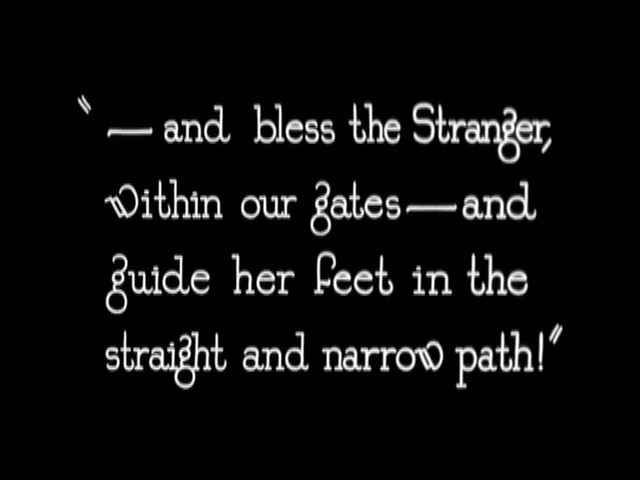 "— and bless the Stranger,
within our gates — and
guide her feet in the
straight and narrow path!"